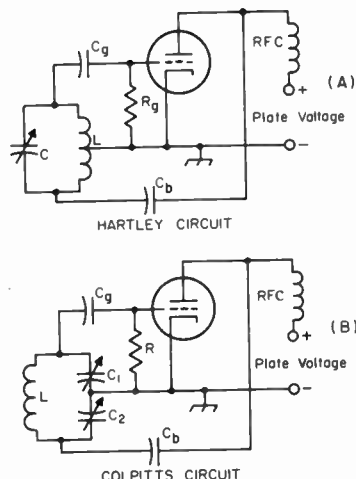 Cg
RFC
(A)
Rg
+
Plate Voltage
C
L
-
Cb
HARTLEY CIRCUIT
Cg
RFC
(B)
R
+
Plate Voltage
L
C1
C2
-
Cb
COLPITTS CIRCUIT